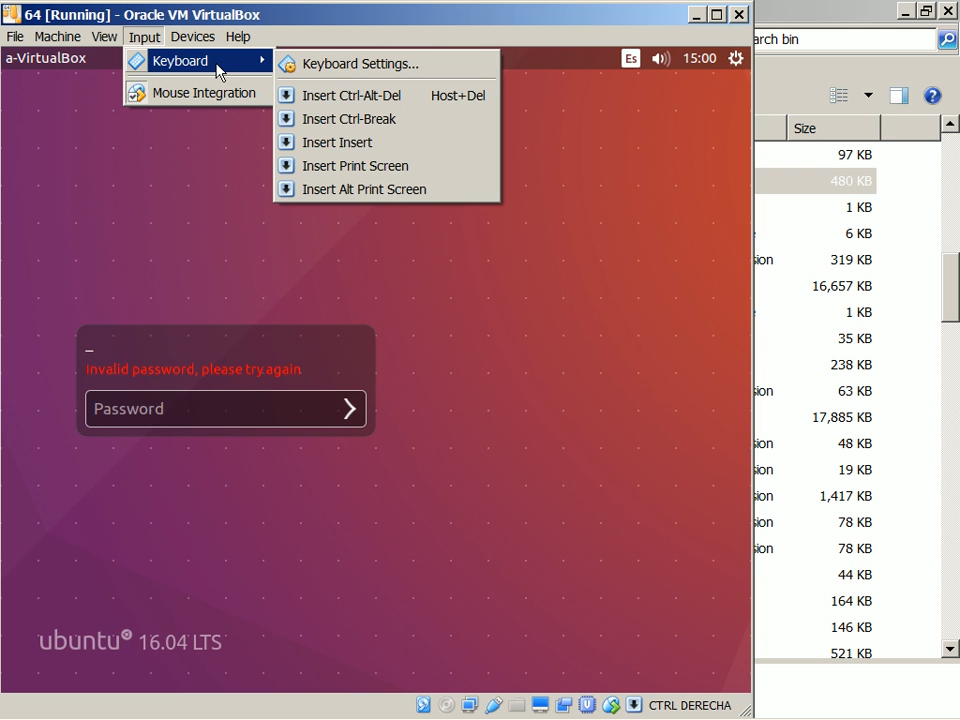 64 [Running] - Oracle VM VirtualBox
File Machine View Input Devices Help
arch bin
a-VirtualBox
Es
15:00
Keyboard
Mouse Integration
Keyboard Settings...
Insert Ctrl-Alt-Del Host+Del
Insert Ctrl-Break
Insert Insert
Insert Print Screen
Insert Alt Print Screen
Size
97 KB
480 KB
1 KB
6 KB
sion 319 KB
16,657 KB
1 KB
35 KB
238 KB
sion 63 KB
17,885 KB
sion 48 KB
sion 19 KB
sion 1,417 KB
sion 78 KB
sion 78 KB
44 KB
164 KB
146 KB
521 KB
_
Invalid password, please try again
Password
ubuntu 16.04 LTS
CTRL DERECHA